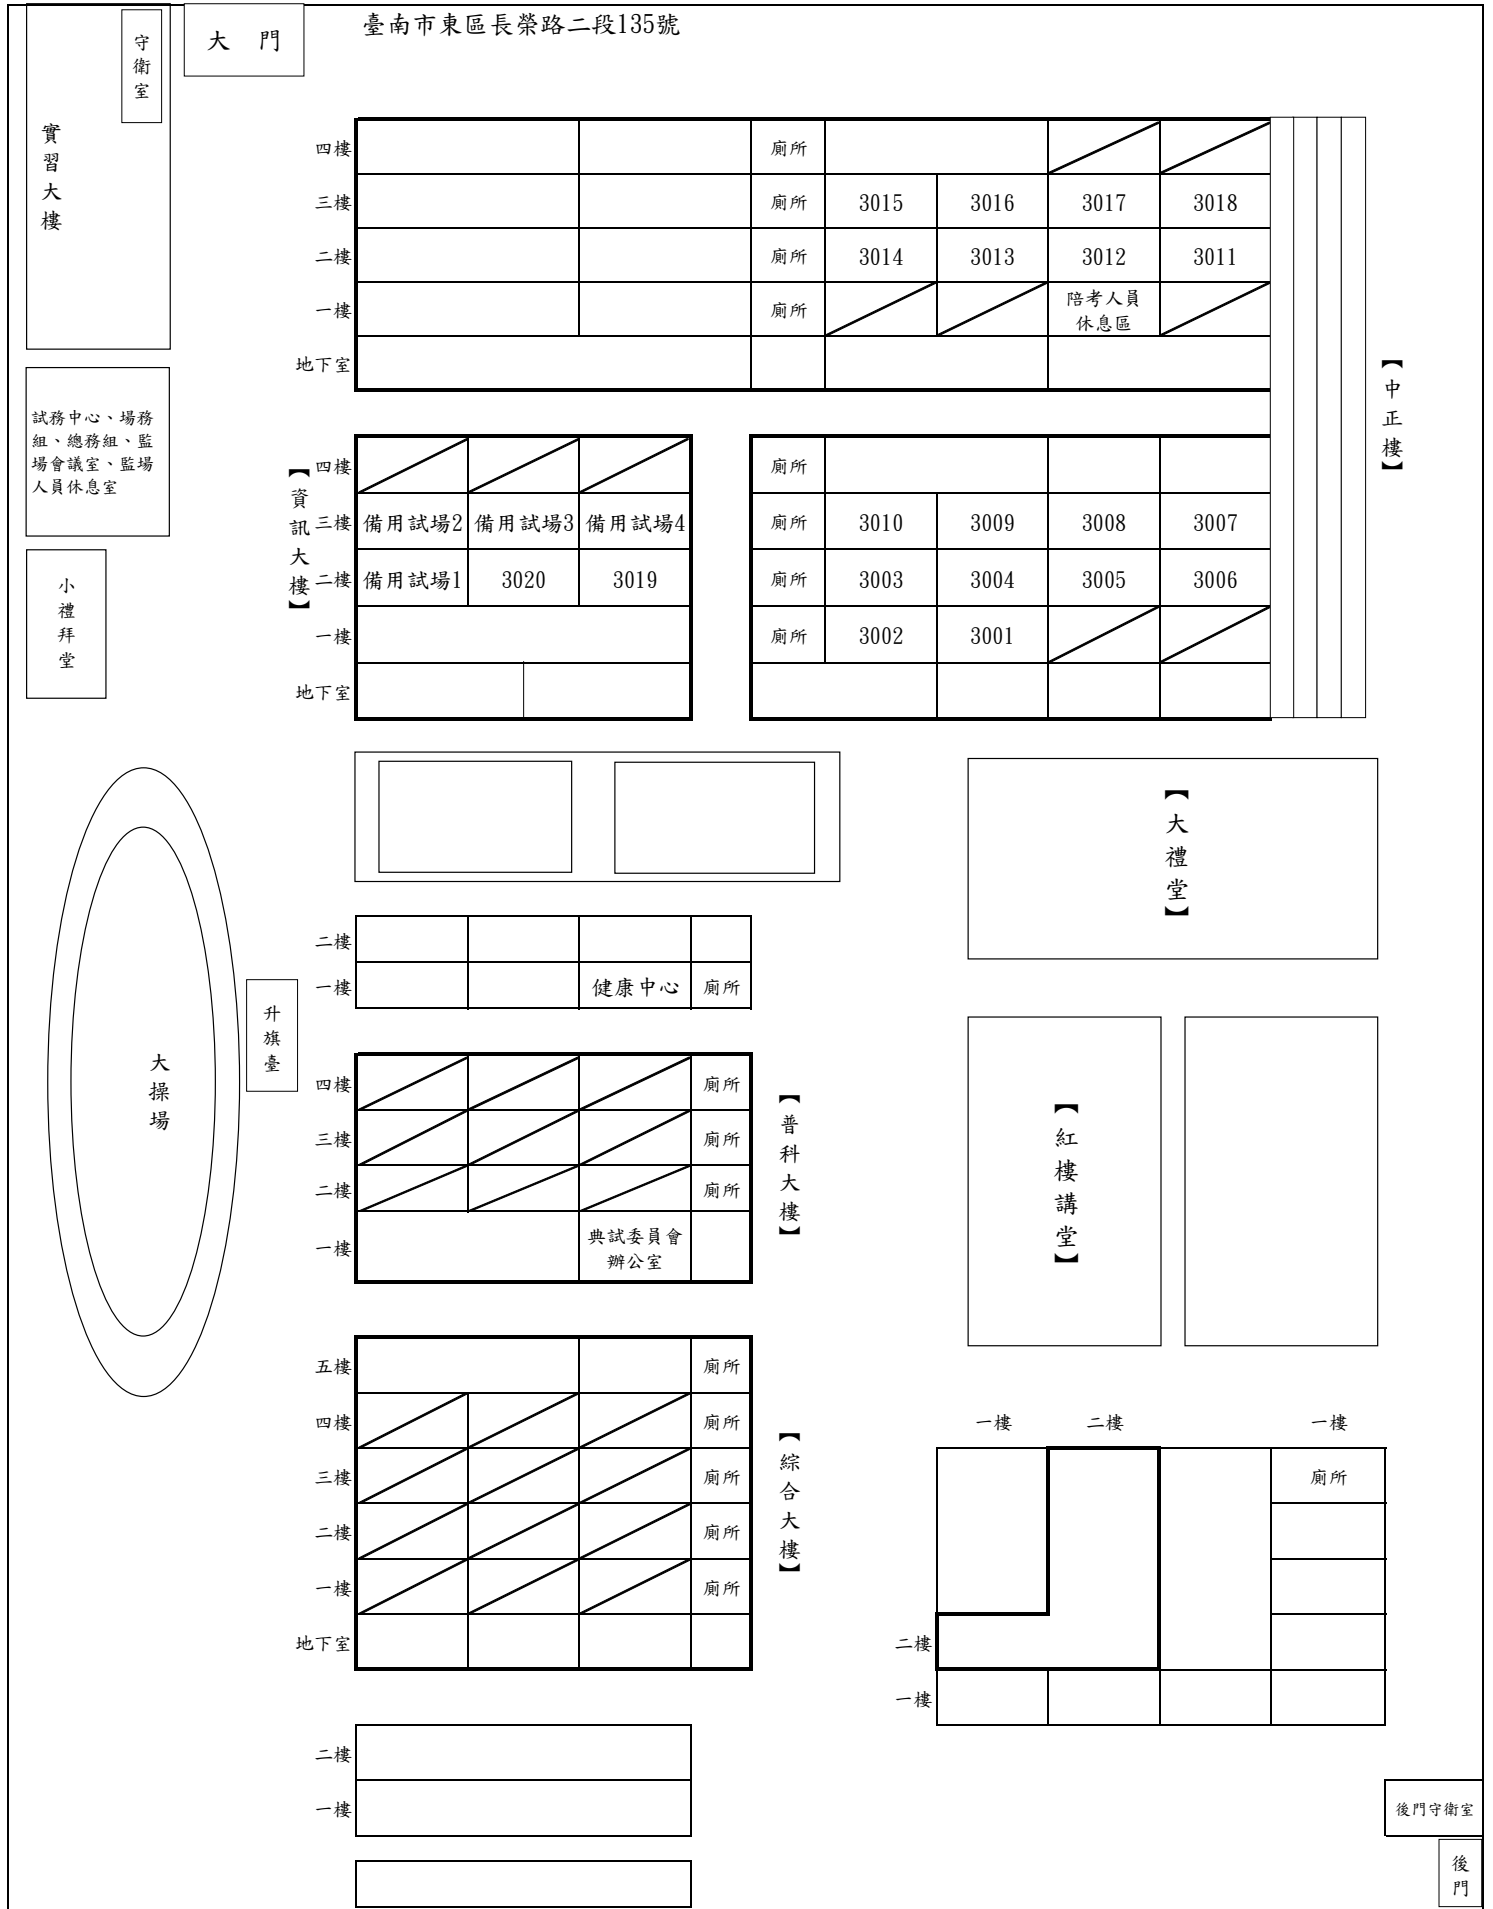 臺南市東區長榮路二段135號
大 門
守衛室
實習大樓
四樓 廁所
三樓 廁所 3015 3016 3017 3018
二樓 廁所 3014 3013 3012 3011
一樓 廁所 陪考人員
休息區
地下室
【中正樓】
試務中心、場務
組、總務組、監
場會議室、監場
人員休息室
小禮拜堂
【資訊大樓】
四樓
三樓 備用試場2 備用試場3 備用試場4
二樓 備用試場1 3020 3019
一樓
地下室
廁所
廁所 3010 3009 3008 3007
廁所 3003 3004 3005 3006
廁所 3002 3001
【大禮堂】
大操場
升旗臺
二樓
一樓 健康中心 廁所
四樓 廁所
三樓 廁所
二樓 廁所
一樓 典試委員會
辦公室
【普科大樓】
【紅樓講堂】
五樓 廁所
四樓 廁所
三樓 廁所
二樓 廁所
一樓 廁所
地下室
【綜合大樓】
一樓 二樓 一樓
廁所
二樓
一樓
二樓
一樓
後門守衛室
後門